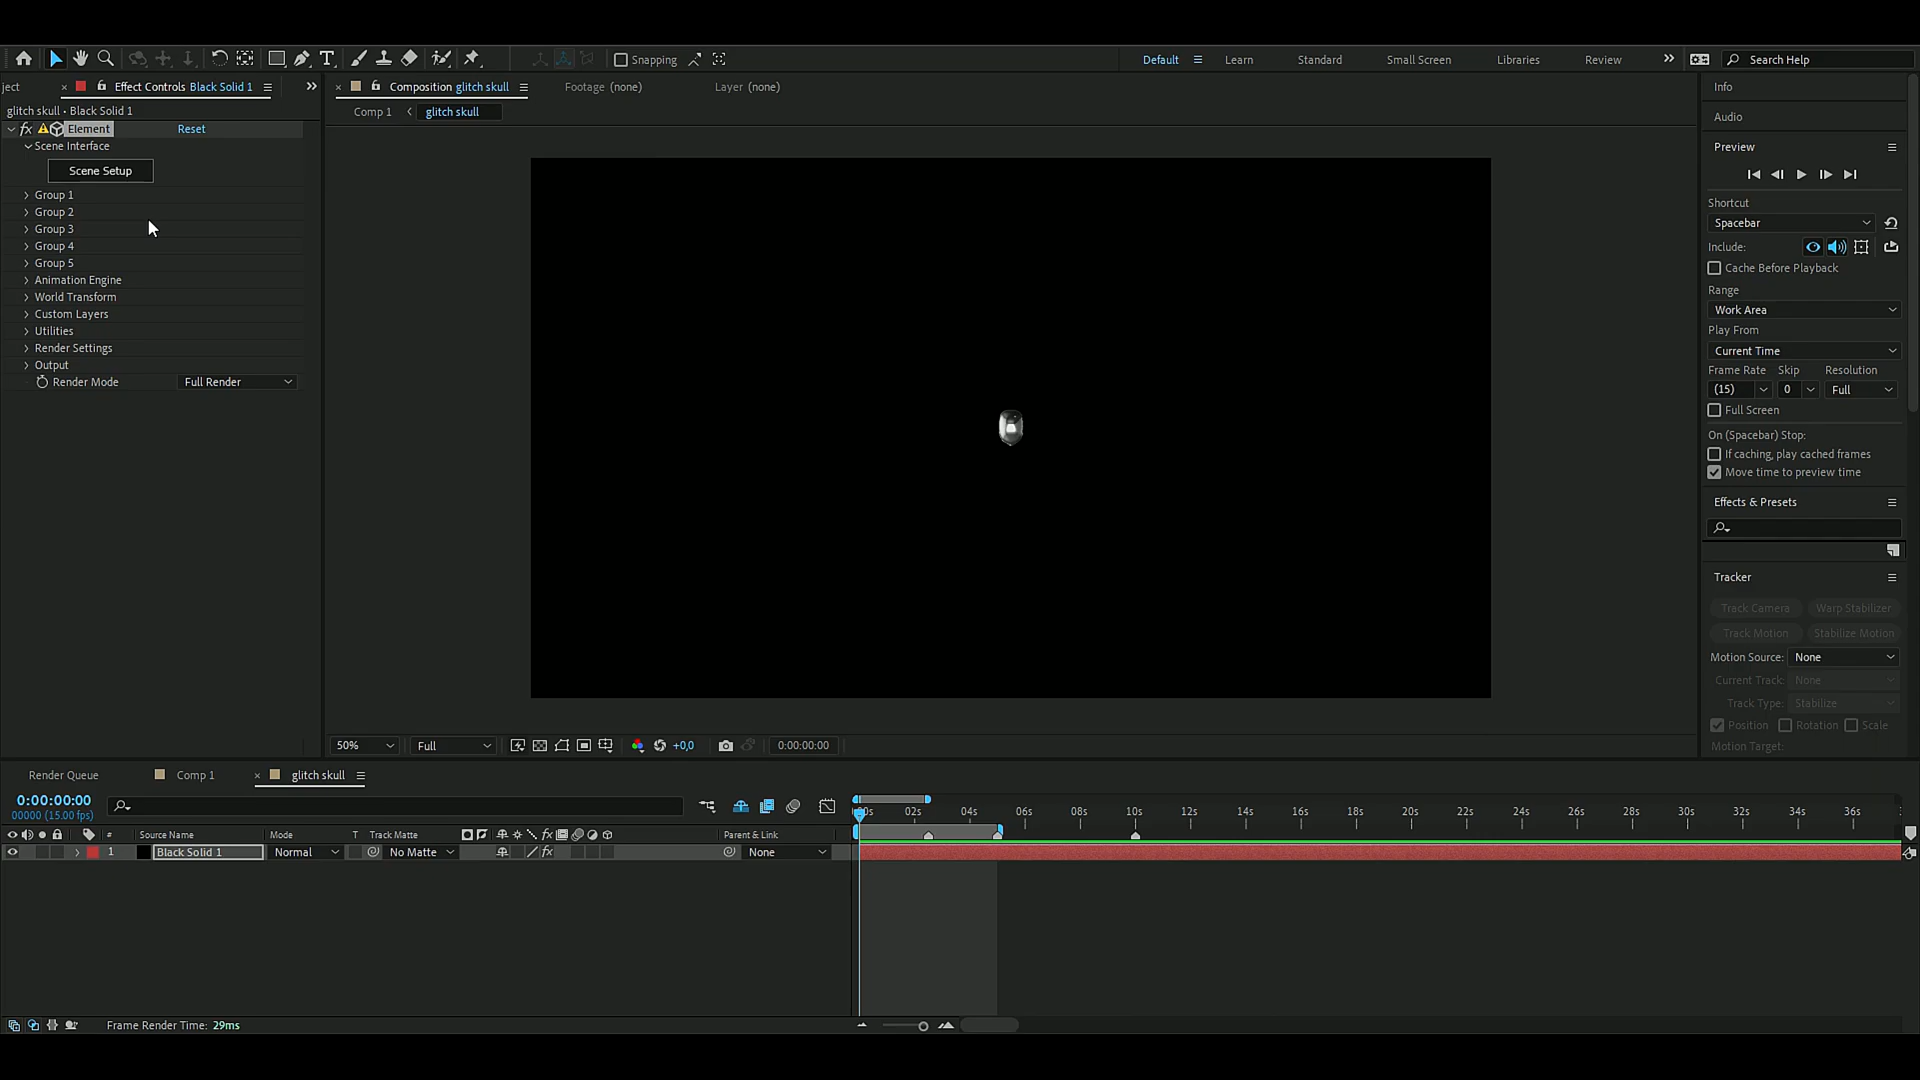 Snapping
Default
Learn
Standard
Small Screen
Libraries
Review
Search Help
ject
Effect Controls Black Solid 1
Composition glitch skull
Footage (none)
Layer (none)
Info
glitch skull • Black Solid 1
Comp 1
glitch skull
Audio
fx Element
Reset
Scene Interface
Scene Setup
Group 1
Group 2
Group 3
Group 4
Group 5
Animation Engine
World Transform
Custom Layers
Utilities
Render Settings
Output
Render Mode
Full Render
Preview
Shortcut
Spacebar
Include:
Cache Before Playback
Range
Work Area
Play From
Current Time
Frame Rate Skip Resolution
(15) 0 Full
Full Screen
On (Spacebar) Stop:
If caching, play cached frames
Move time to preview time
Effects & Presets
Tracker
Track Camera
Warp Stabilizer
Track Motion
Stabilize Motion
Motion Source: None
Current Track: None
Track Type: Stabilize
Position Rotation Scale
Motion Target:
50%
Full
+0,0
0:00:00:00
Render Queue
Comp 1
glitch skull
0:00:00:00
00000 (15.00 fps)
00s 02s 04s 06s 08s 10s 12s 14s 16s 18s 20s 22s 24s 26s 28s 30s 32s 34s 36s
# Source Name Mode T Track Matte fx Parent & Link
1 Black Solid 1 Normal No Matte fx None
Frame Render Time: 29ms